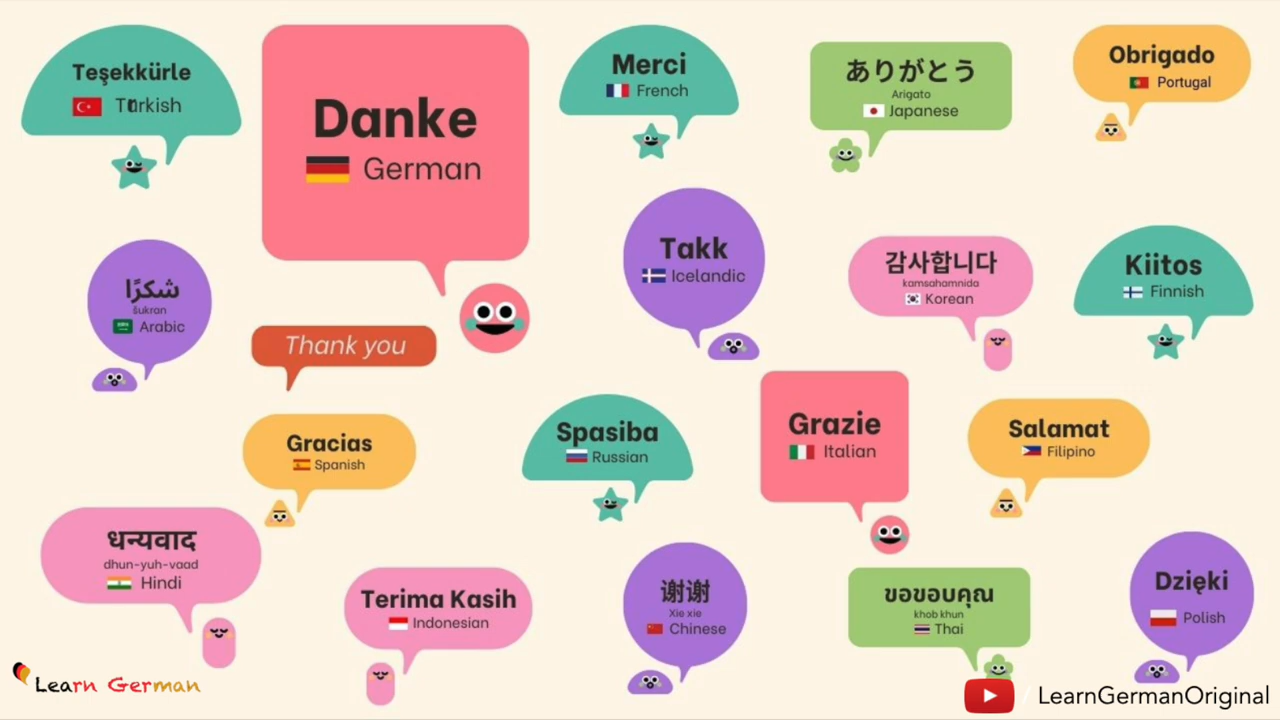 Teşekkürle
Türkish
Danke
German
Merci
French
ありがとう
Arigato
Japanese
Obrigado
Portugal
شكرًا
šukran
Arabic
Thank you
Takk
Icelandic
감사합니다
kamsahamnida
Korean
Kiitos
Finnish
Gracias
Spanish
Spasiba
Russian
Grazie
Italian
Salamat
Filipino
धन्यवाद
dhun-yuh-vaad
Hindi
Terima Kasih
Indonesian
谢谢
Xie xie
Chinese
ขอขอบคุณ
khob khun
Thai
Dzięki
Polish
Learn German
/ LearnGermanOriginal